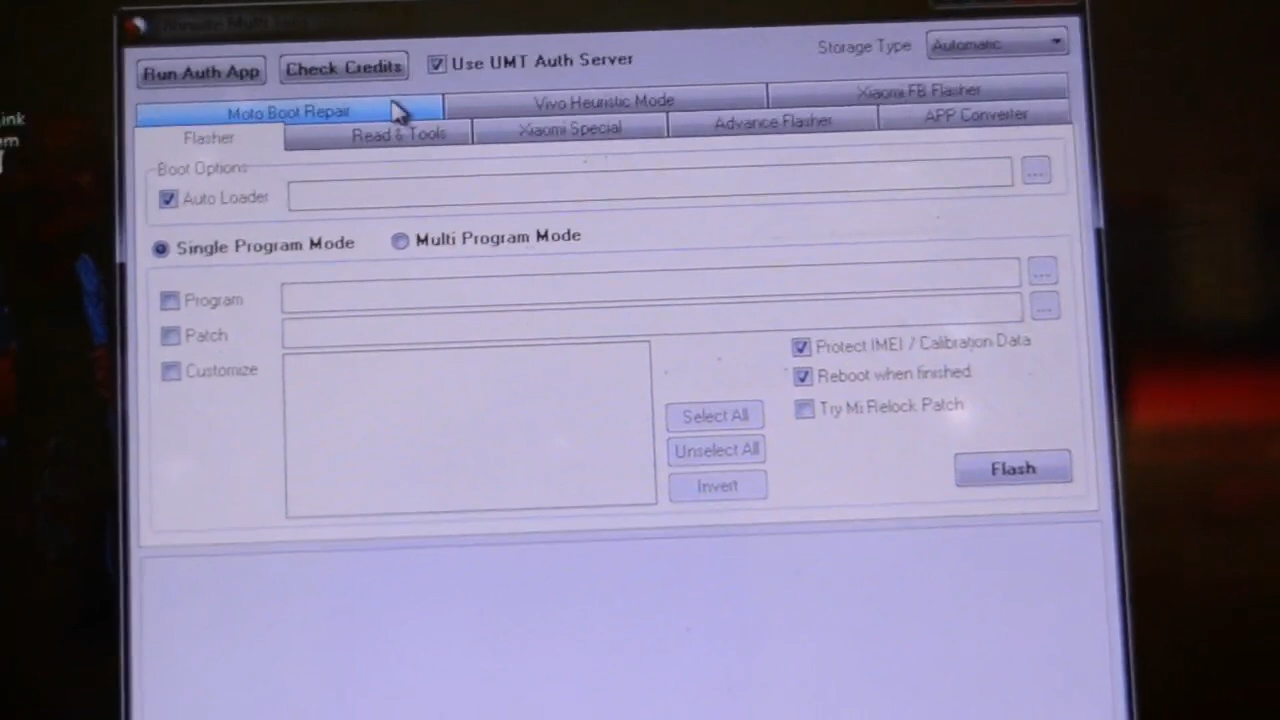 Run Auth App
Check Credits
Use UMT Auth Server
Storage Type
Automatic
Moto Boot Repair
Vivo Heuristic Mode
Xiaomi FB Flasher
Flasher
Read & Tools
Xiaomi Special
Advance Flasher
APP Converter
Boot Options
Auto Loader
...
Single Program Mode
Multi Program Mode
Program
...
Patch
...
Customize
Protect IMEI / Calibration Data
Reboot when finished
Try Mi Relock Patch
Select All
Unselect All
Invert
Flash
ink